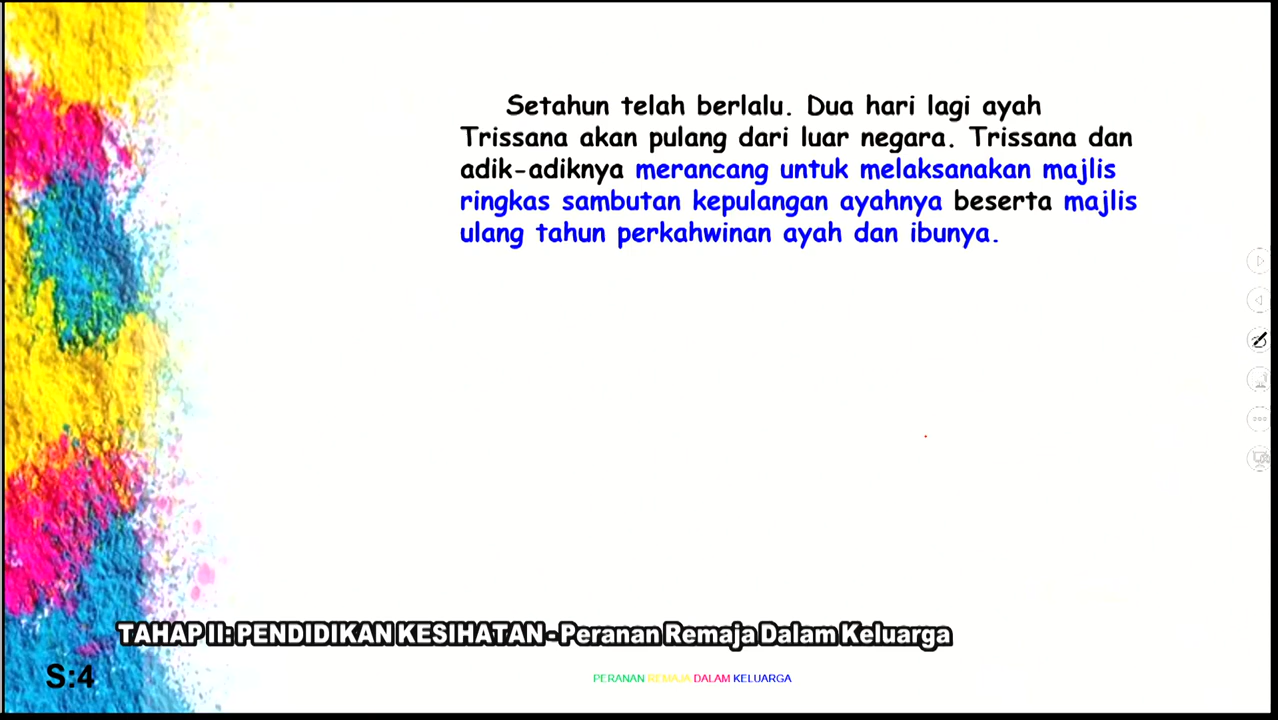 Setahun telah berlalu. Dua hari lagi ayah
Trissana akan pulang dari luar negara. Trissana dan
adik-adiknya merancang untuk melaksanakan majlis
ringkas sambutan kepulangan ayahnya beserta majlis
ulang tahun perkahwinan ayah dan ibunya.
TAHAP II: PENDIDIKAN KESIHATAN - Peranan Remaja Dalam Keluarga
S:4
PERANAN REMAJA DALAM KELUARGA